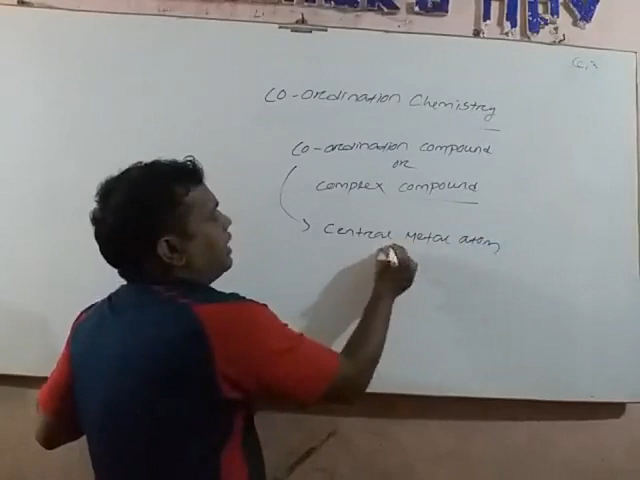 Co-ordination Chemistry
Co-ordination compound
or
complex compound
Central metal atom